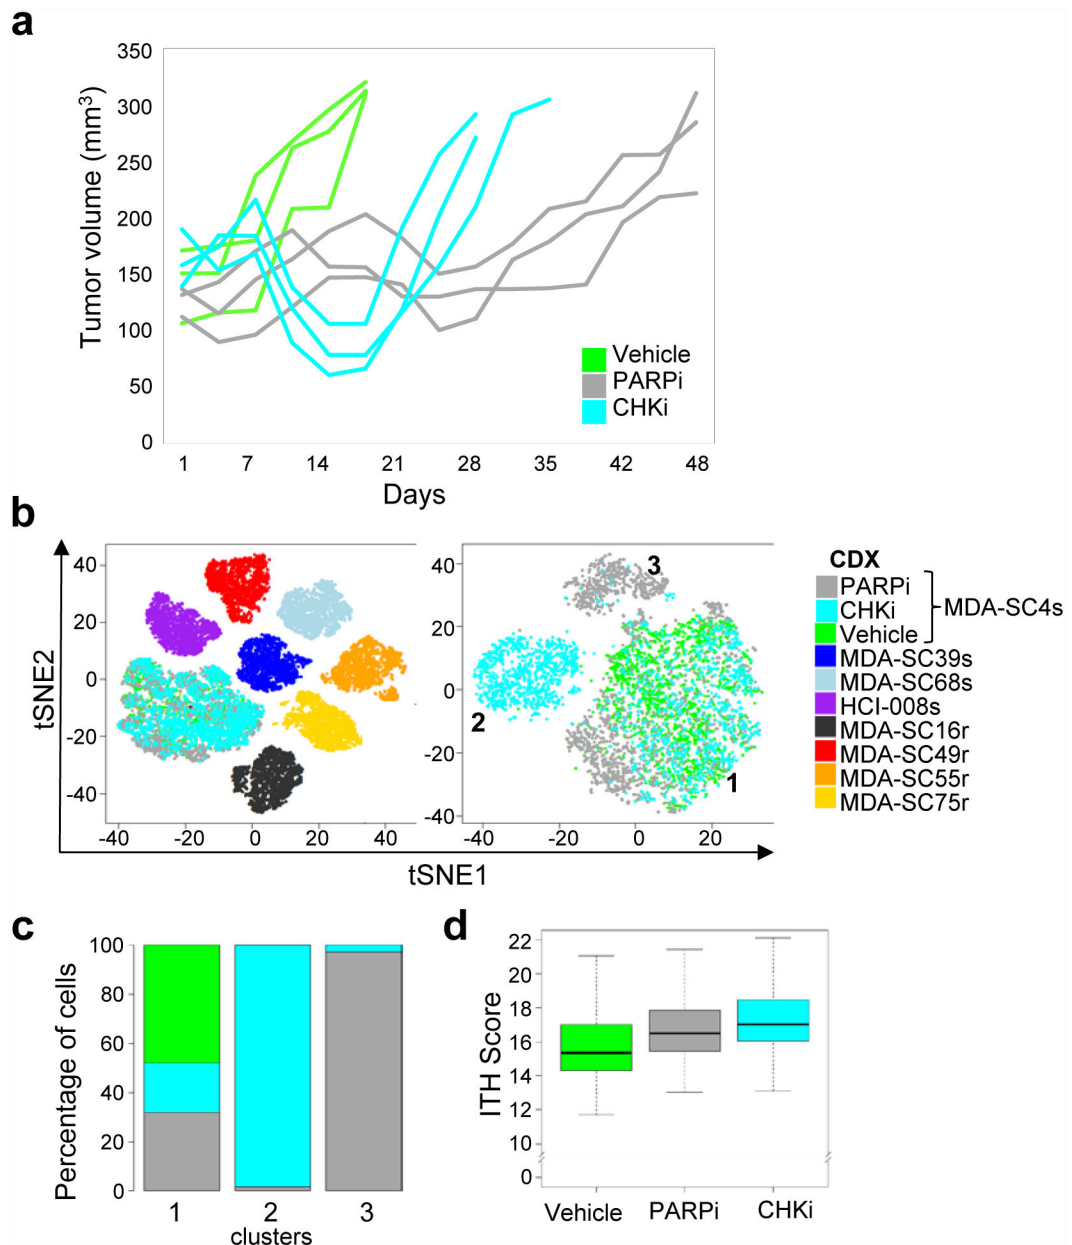 a
350
300
250
200
150
100
50
0
Tumor volume (mm³)
Vehicle
PARPi
CHKi
1 7 14 21 28 35 42 48
Days
b
tSNE2
40
20
0
-20
-40
-40 -20 0 20 40
40
20
0
-20
-40
-40 -20 0 20
3
2
1
tSNE1
CDX
PARPi
CHKi
Vehicle
MDA-SC4s
MDA-SC39s
MDA-SC68s
HCI-008s
MDA-SC16r
MDA-SC49r
MDA-SC55r
MDA-SC75r
c
Percentage of cells
100
80
60
40
20
0
1 2 3
clusters
d
ITH Score
22
20
18
16
14
12
10
0
Vehicle PARPi CHKi